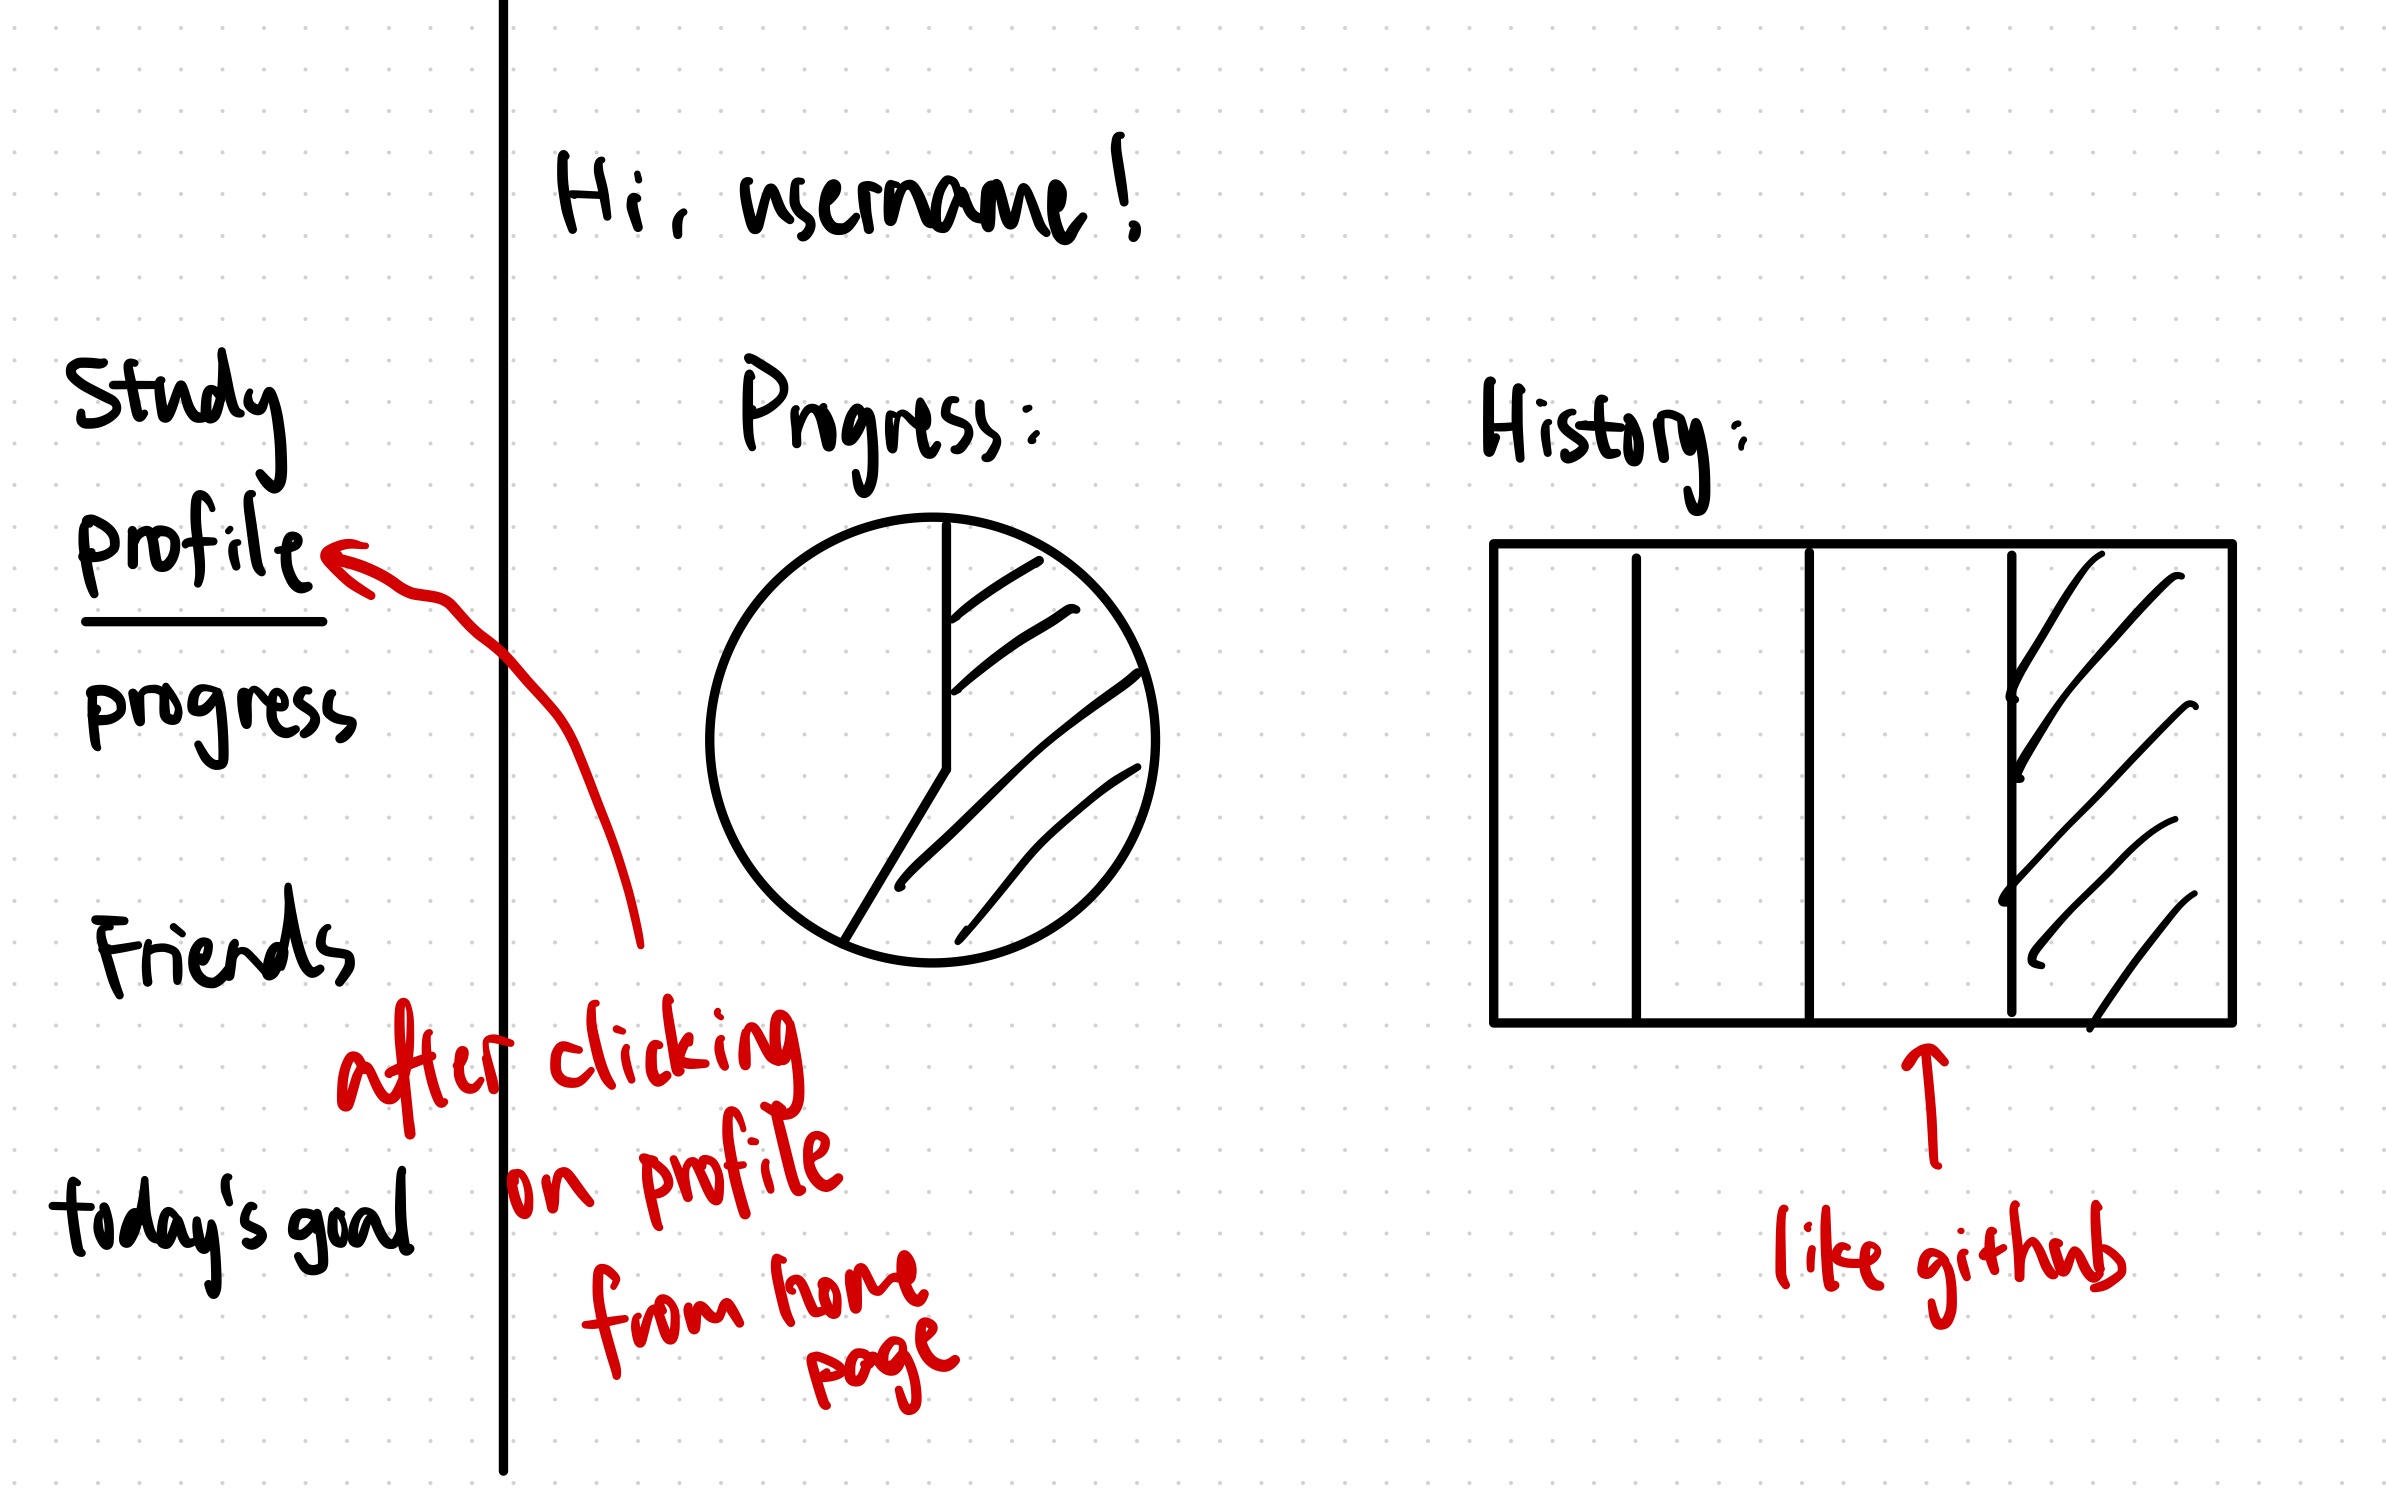 Hi, username!
Study
profile
progress
Friends
today's goal
Progress:
History:
after clicking
on profile
from home
page
like github